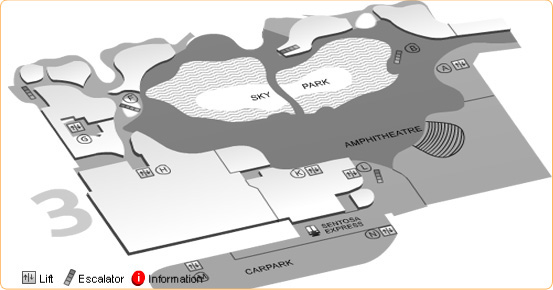 B
A
F
SKY PARK
G
AMPHITHEATRE
H
K
L
3
SENTOSA
EXPRESS
N
CARPARK
Lift
Escalator
i
Information